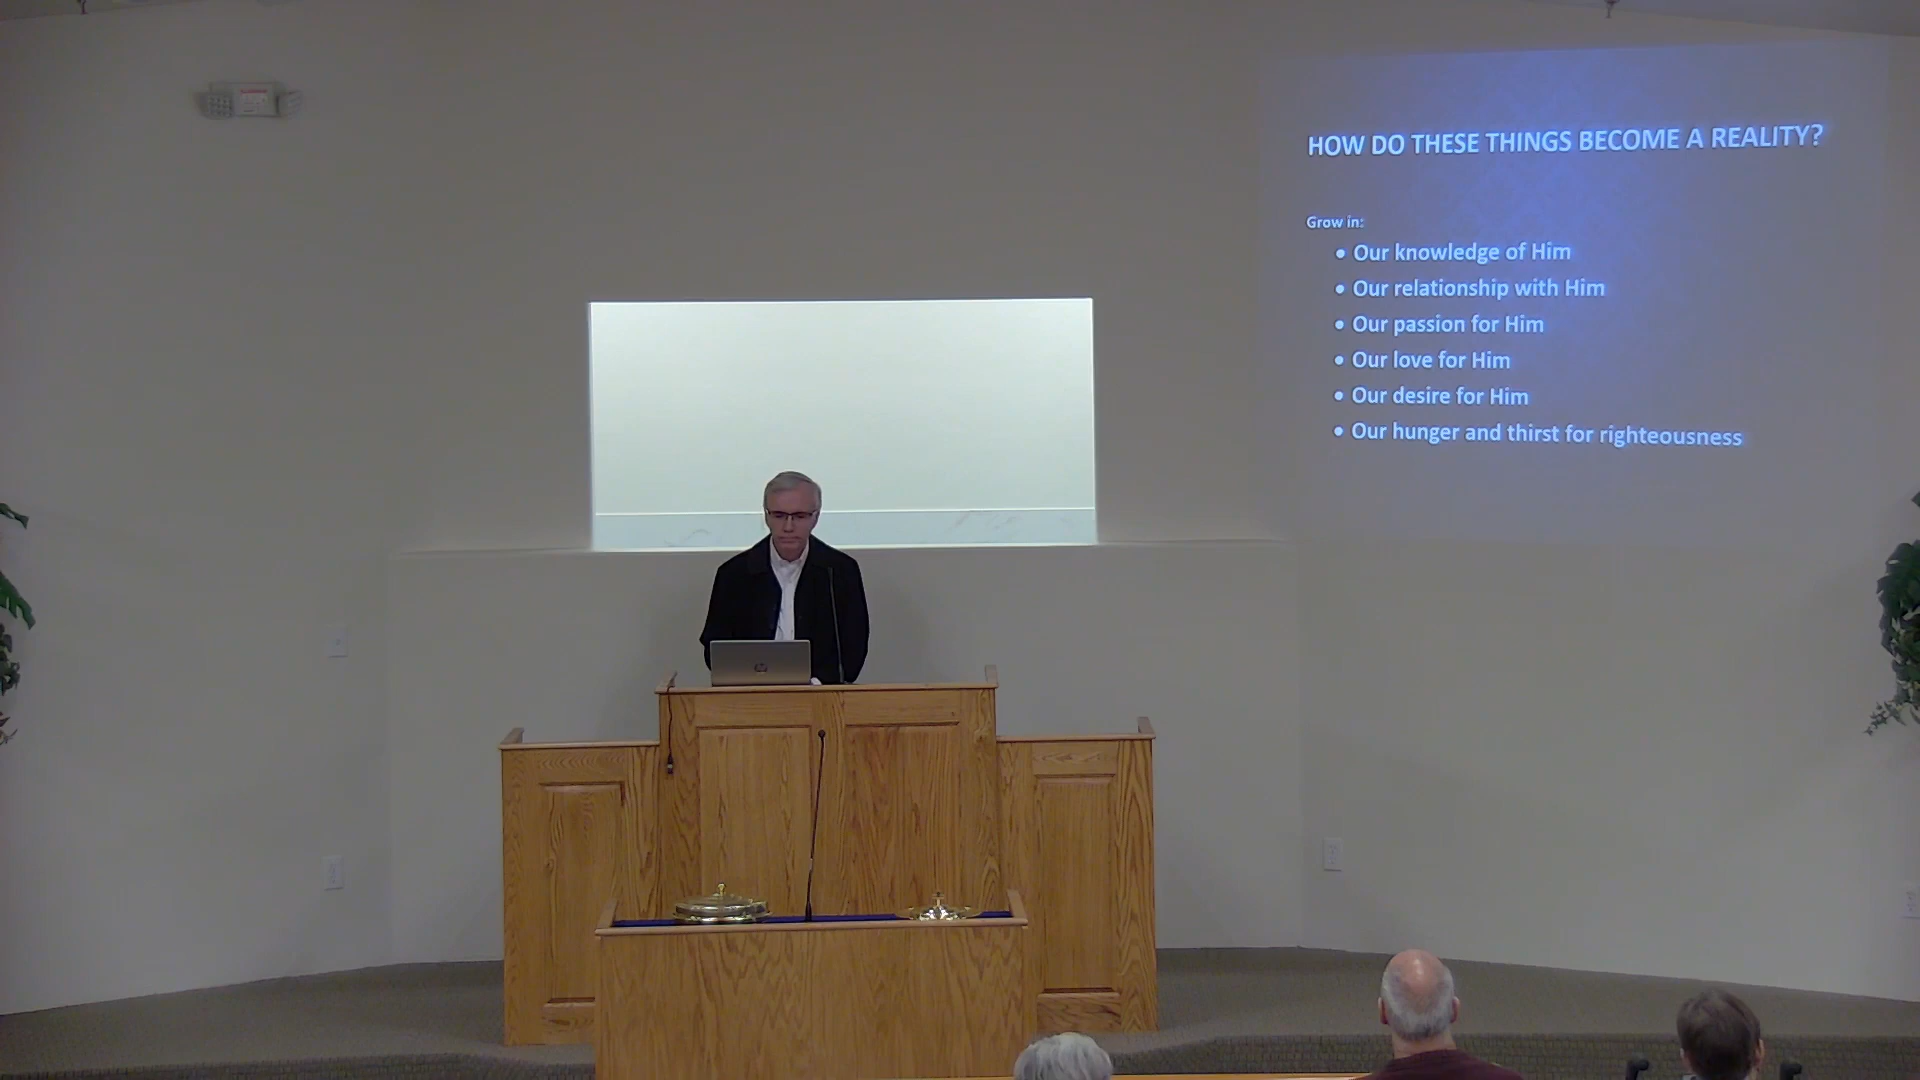 HOW DO THESE THINGS BECOME A REALITY?
Grow in:
• Our knowledge of Him
• Our relationship with Him
• Our passion for Him
• Our love for Him
• Our desire for Him
• Our hunger and thirst for righteousness
hp